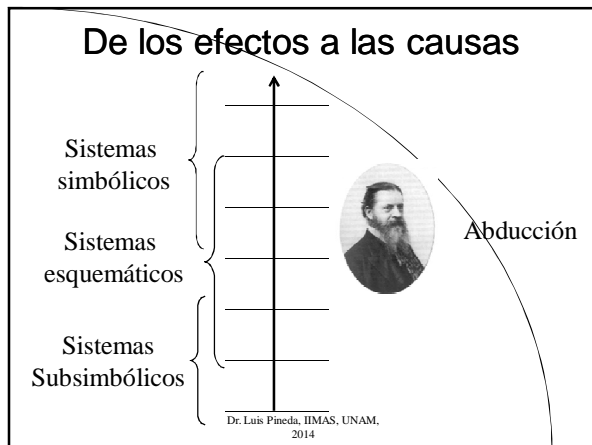 De los efectos a las causas
Sistemas
simbólicos
Sistemas
esquemáticos
Abducción
Sistemas
Subsimbólicos
Dr. Luis Pineda, IIMAS, UNAM,
2014